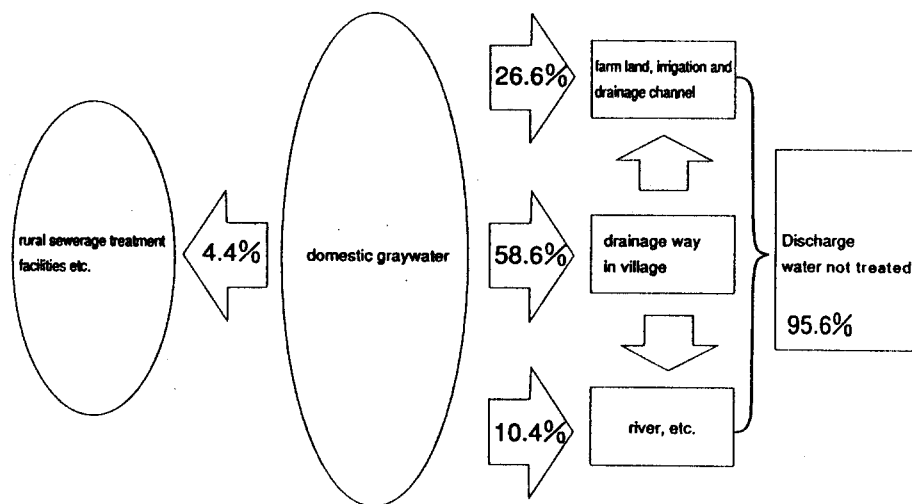 rural sewerage treatment
facilities etc.
4.4%
domestic graywater
26.6%
58.6%
10.4%
farm land, irrigation and
drainage channel
drainage way
in village
river, etc.
Discharge
water not treated
95.6%